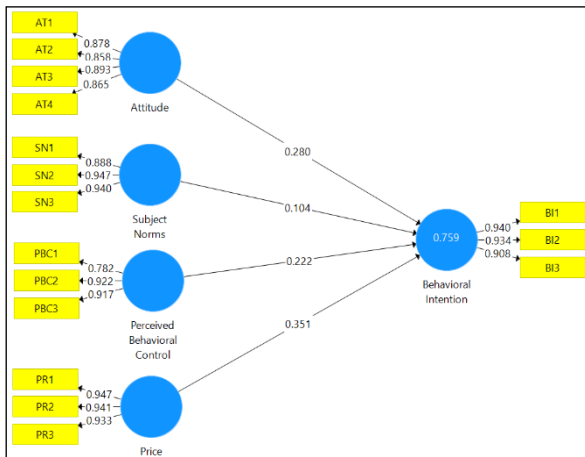 AT1
AT2
AT3
AT4
0.878
0.858
0.893
0.865
Attitude
SN1
SN2
SN3
0.888
0.947
0.940
Subject
Norms
PBC1
PBC2
PBC3
0.782
0.922
0.917
Perceived
Behavioral
Control
PR1
PR2
PR3
0.947
0.941
0.933
Price
0.280
0.104
0.222
0.351
0.759
Behavioral
Intention
0.940
0.934
0.908
BI1
BI2
BI3